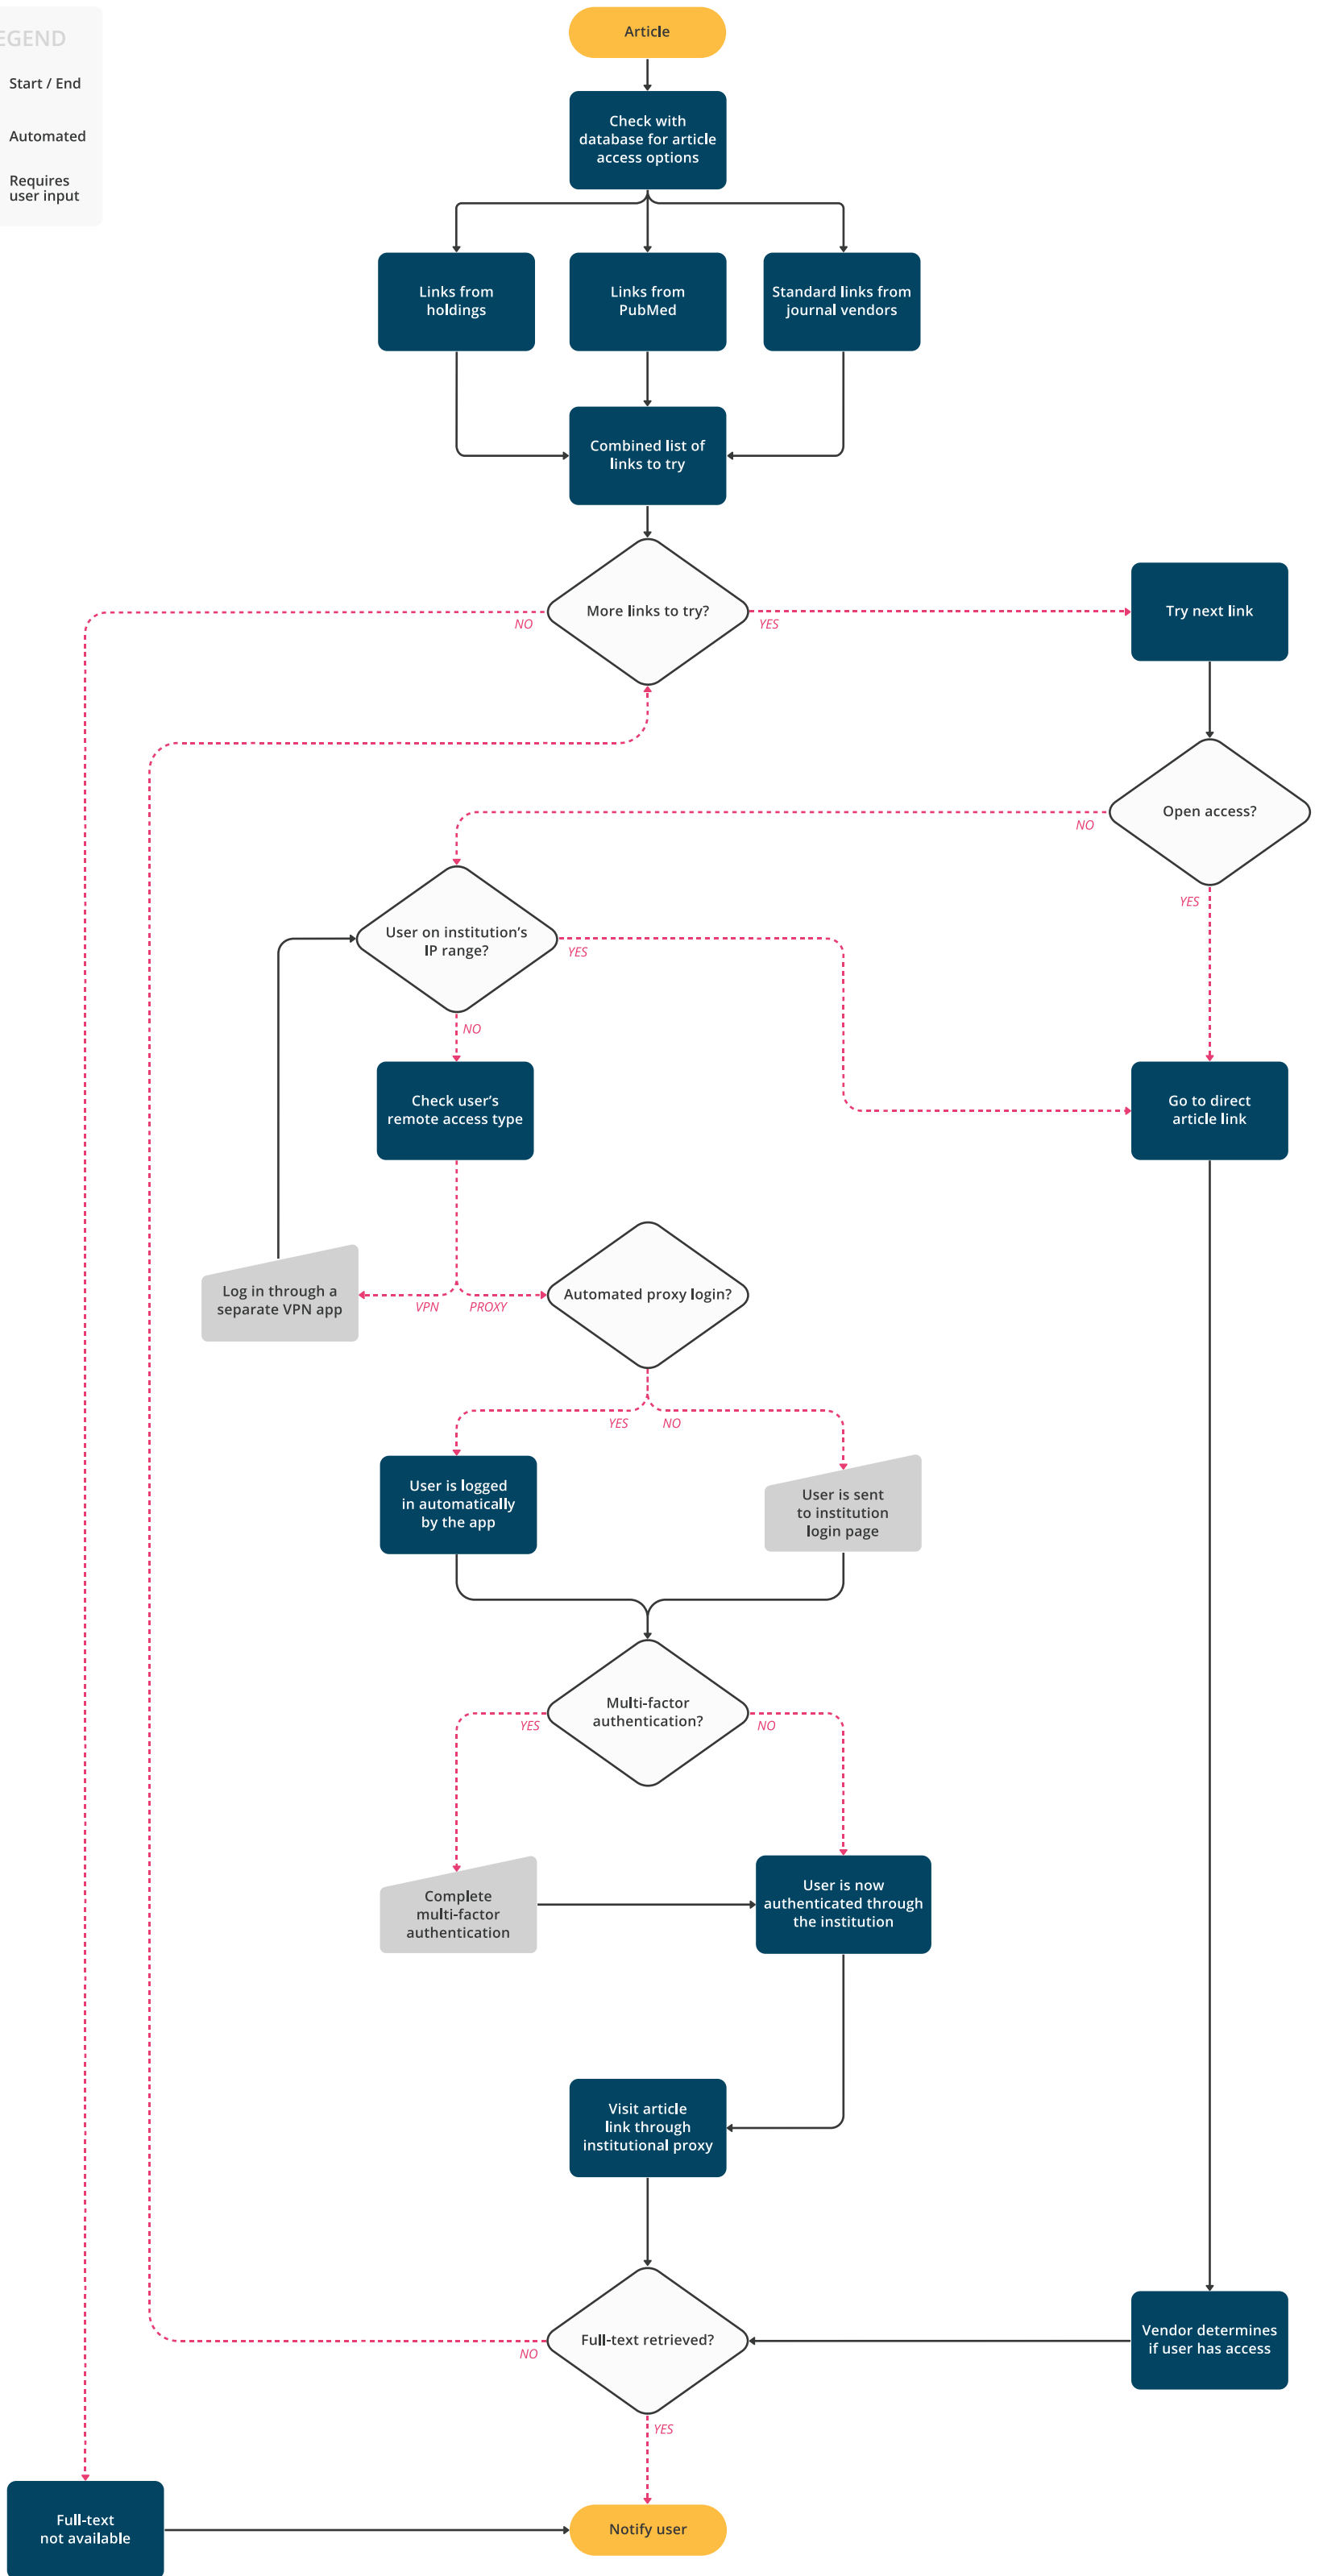 EGEND
Start / End
Automated
Requires
user input
Article
Check with
database for article
access options
Links from
holdings
Links from
PubMed
Standard links from
journal vendors
Combined list of
links to try
More links to try?
NO
YES
Try next link
Open access?
NO
YES
User on institution’s
IP range?
YES
NO
Check user’s
remote access type
Go to direct
article link
Log in through a
separate VPN app
VPN
PROXY
Automated proxy login?
YES
NO
User is logged
in automatically
by the app
User is sent
to institution
login page
Multi-factor
authentication?
YES
NO
Complete
multi-factor
authentication
User is now
authenticated through
the institution
Visit article
link through
institutional proxy
Full-text retrieved?
NO
YES
Vendor determines
if user has access
Full-text
not available
Notify user